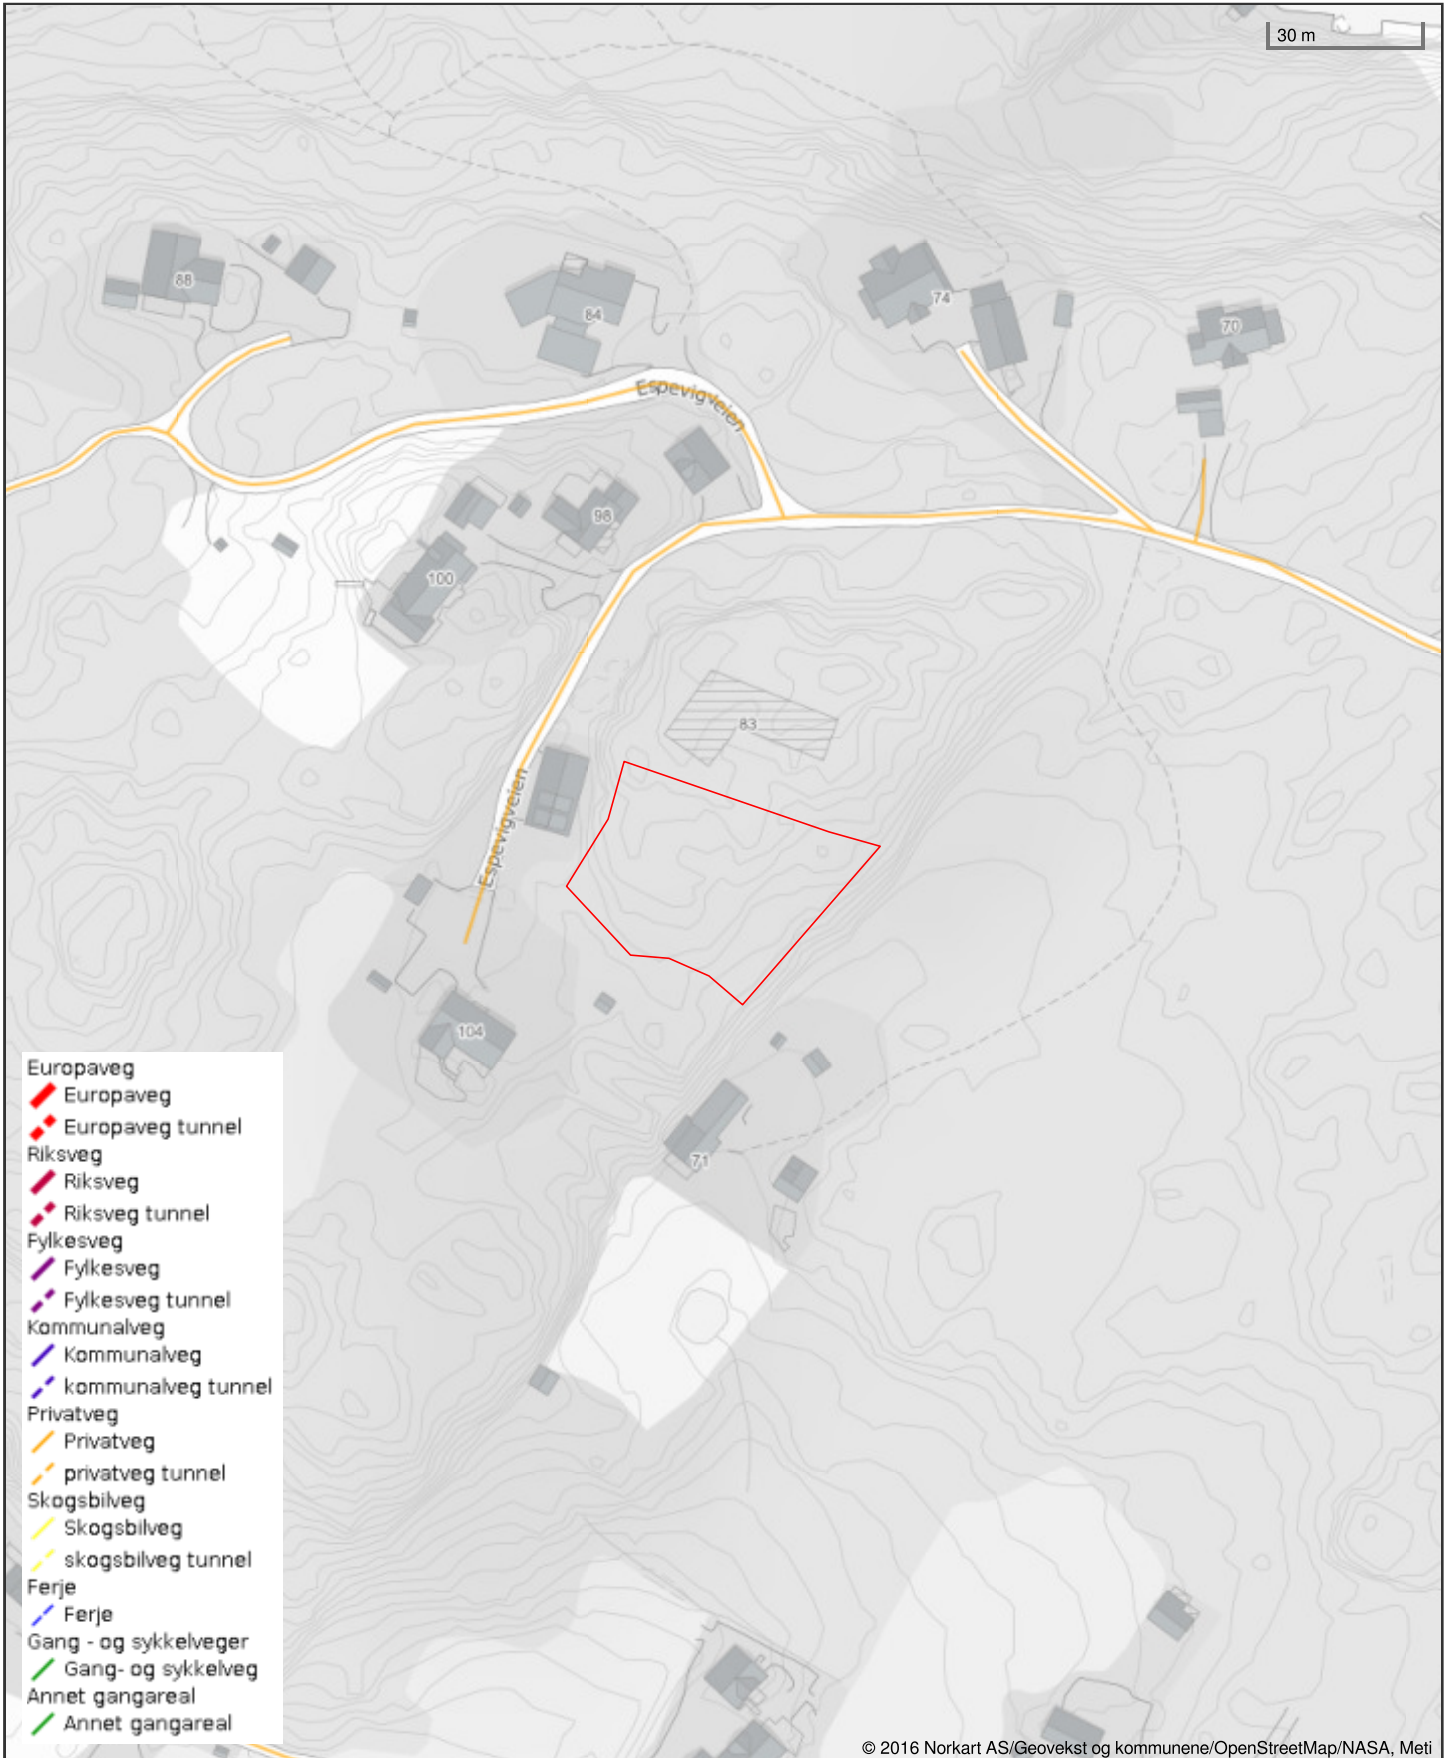 30 m
88
84
74
70
Espevigveien
98
100
83
Espevigveien
104
71
Europaveg
Europaveg
Europaveg tunnel
Riksveg
Riksveg
Riksveg tunnel
Fylkesveg
Fylkesveg
Fylkesveg tunnel
Kommunalveg
Kommunalveg
kommunalveg tunnel
Privatveg
Privatveg
privatveg tunnel
Skogsbilveg
Skogsbilveg
skogsbilveg tunnel
Ferje
Ferje
Gang - og sykkelveger
Gang- og sykkelveg
Annet gangareal
Annet gangareal
© 2016 Norkart AS/Geovekst og kommunene/OpenStreetMap/NASA, Meti